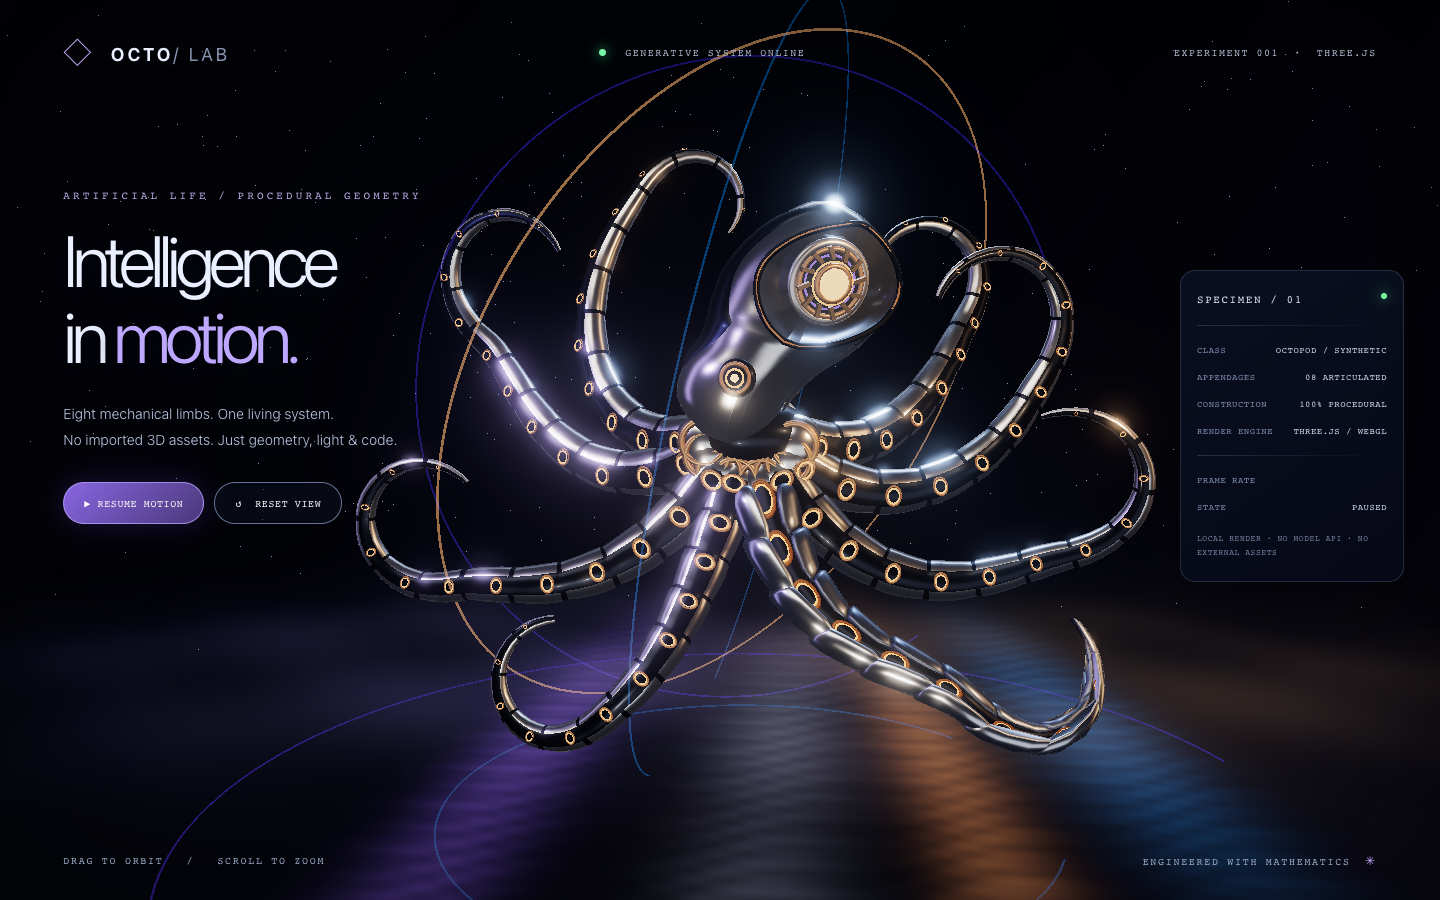 OCTO/ LAB
GENERATIVE SYSTEM ONLINE
EXPERIMENT 001 · THREE.JS
ARTIFICIAL LIFE / PROCEDURAL GEOMETRY
Intelligence
in motion.
Eight mechanical limbs. One living system.
No imported 3D assets. Just geometry, light & code.
▶ RESUME MOTION
↺ RESET VIEW
SPECIMEN / 01
CLASS OCTOPOD / SYNTHETIC
APPENDAGES 08 ARTICULATED
CONSTRUCTION 100% PROCEDURAL
RENDER ENGINE THREE.JS / WEBGL
FRAME RATE
STATE PAUSED
LOCAL RENDER · NO MODEL API · NO
EXTERNAL ASSETS
DRAG TO ORBIT / SCROLL TO ZOOM
ENGINEERED WITH MATHEMATICS ✳